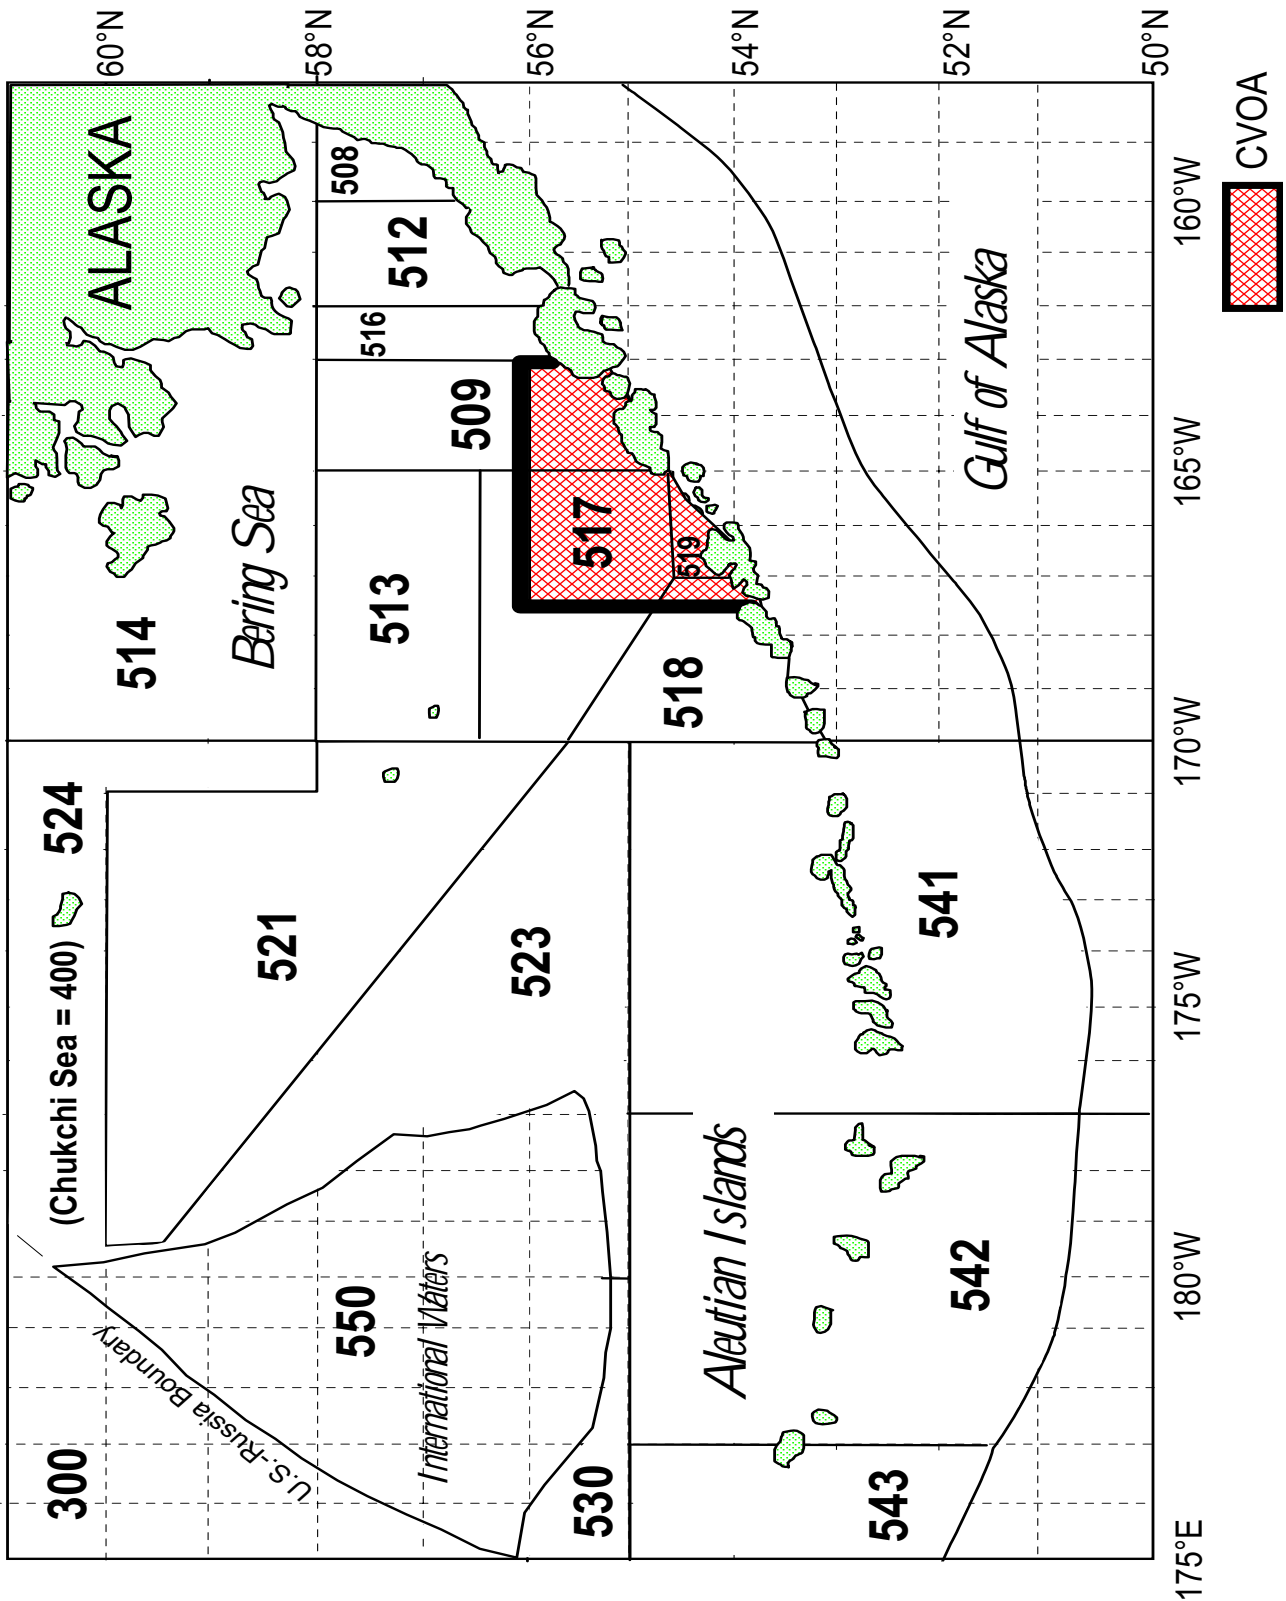 300
(Chukchi Sea = 400)
524
514
ALASKA
60°N
U.S.-Russia Boundary
521
Bering Sea
58°N
550
International Waters
513
516
512
508
523
509
56°N
530
517
519
Aleutian Islands
518
54°N
543
542
541
Gulf of Alaska
52°N
50°N
175°E
180°W
175°W
170°W
165°W
160°W
CVOA